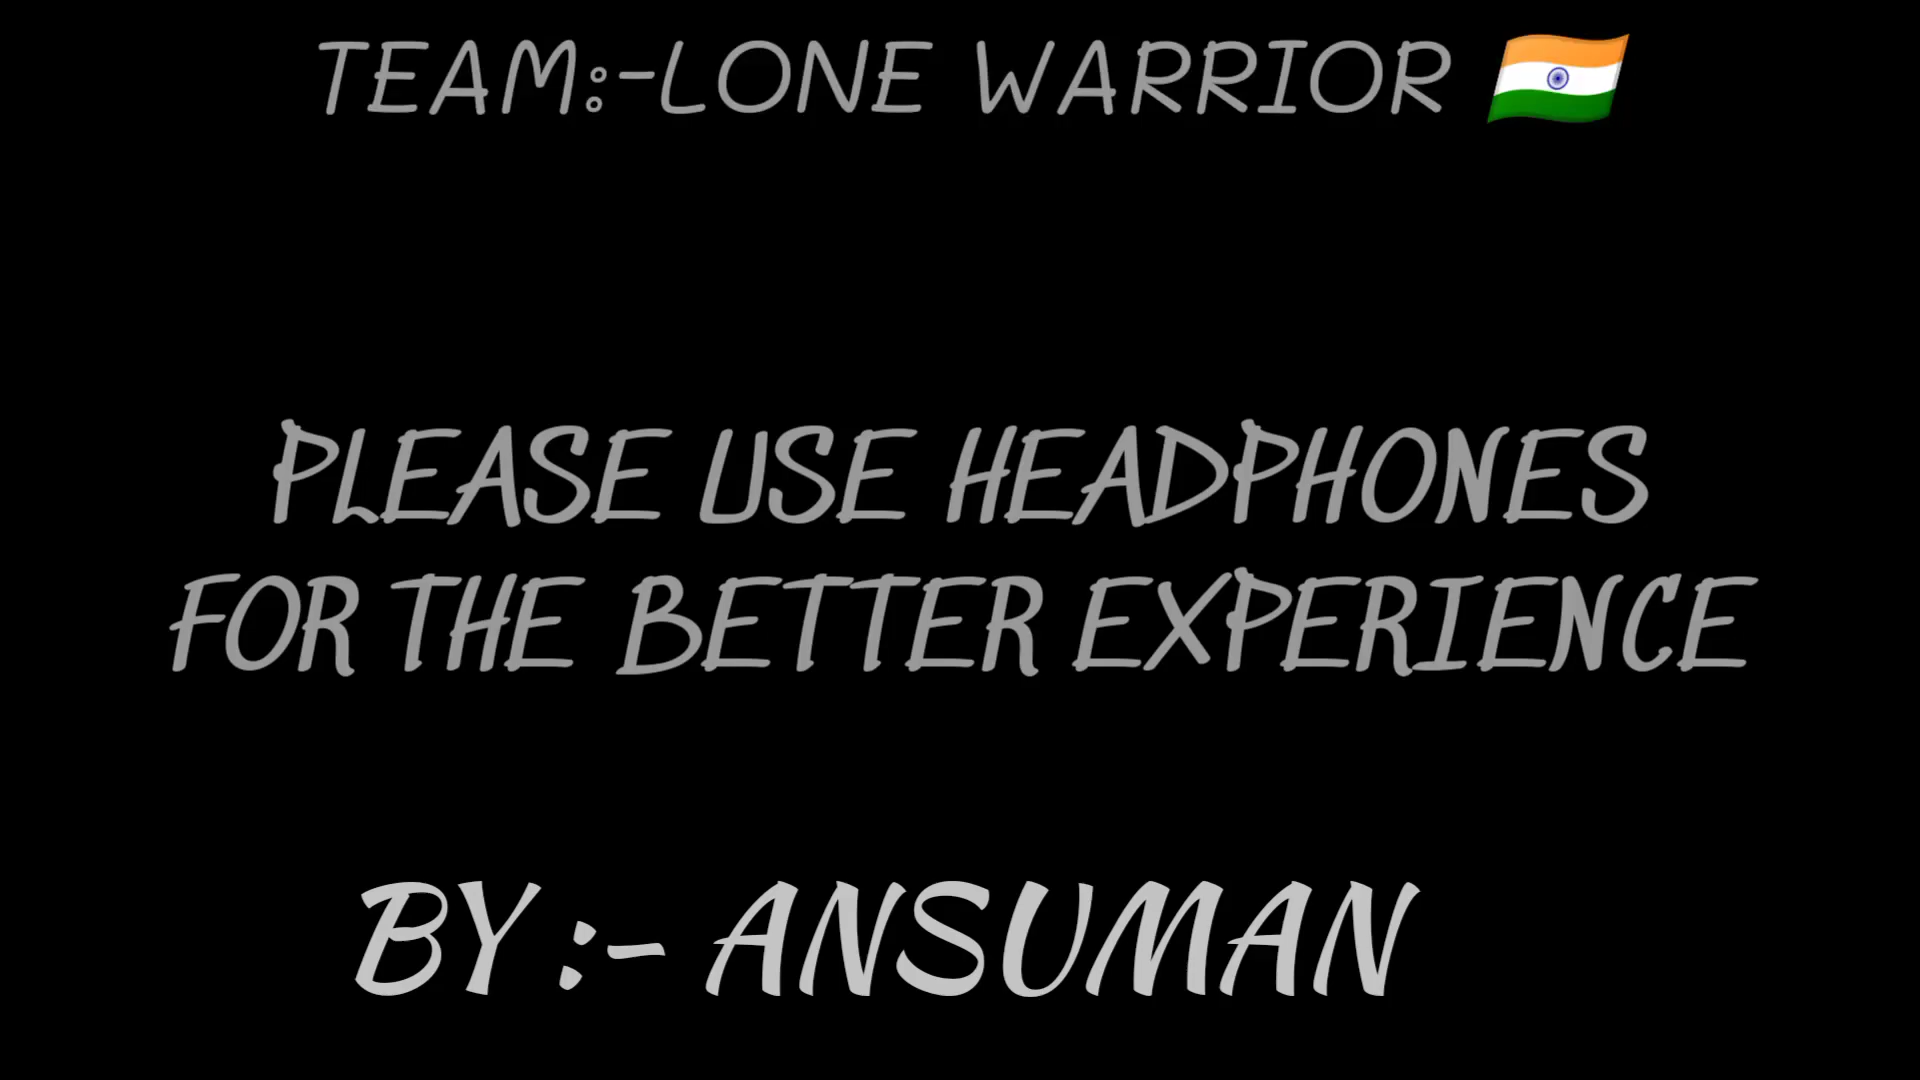 TEAM:-LONE WARRIOR 🇮🇳
PLEASE USE HEADPHONES
FOR THE BETTER EXPERIENCE
BY :- ANSUMAN